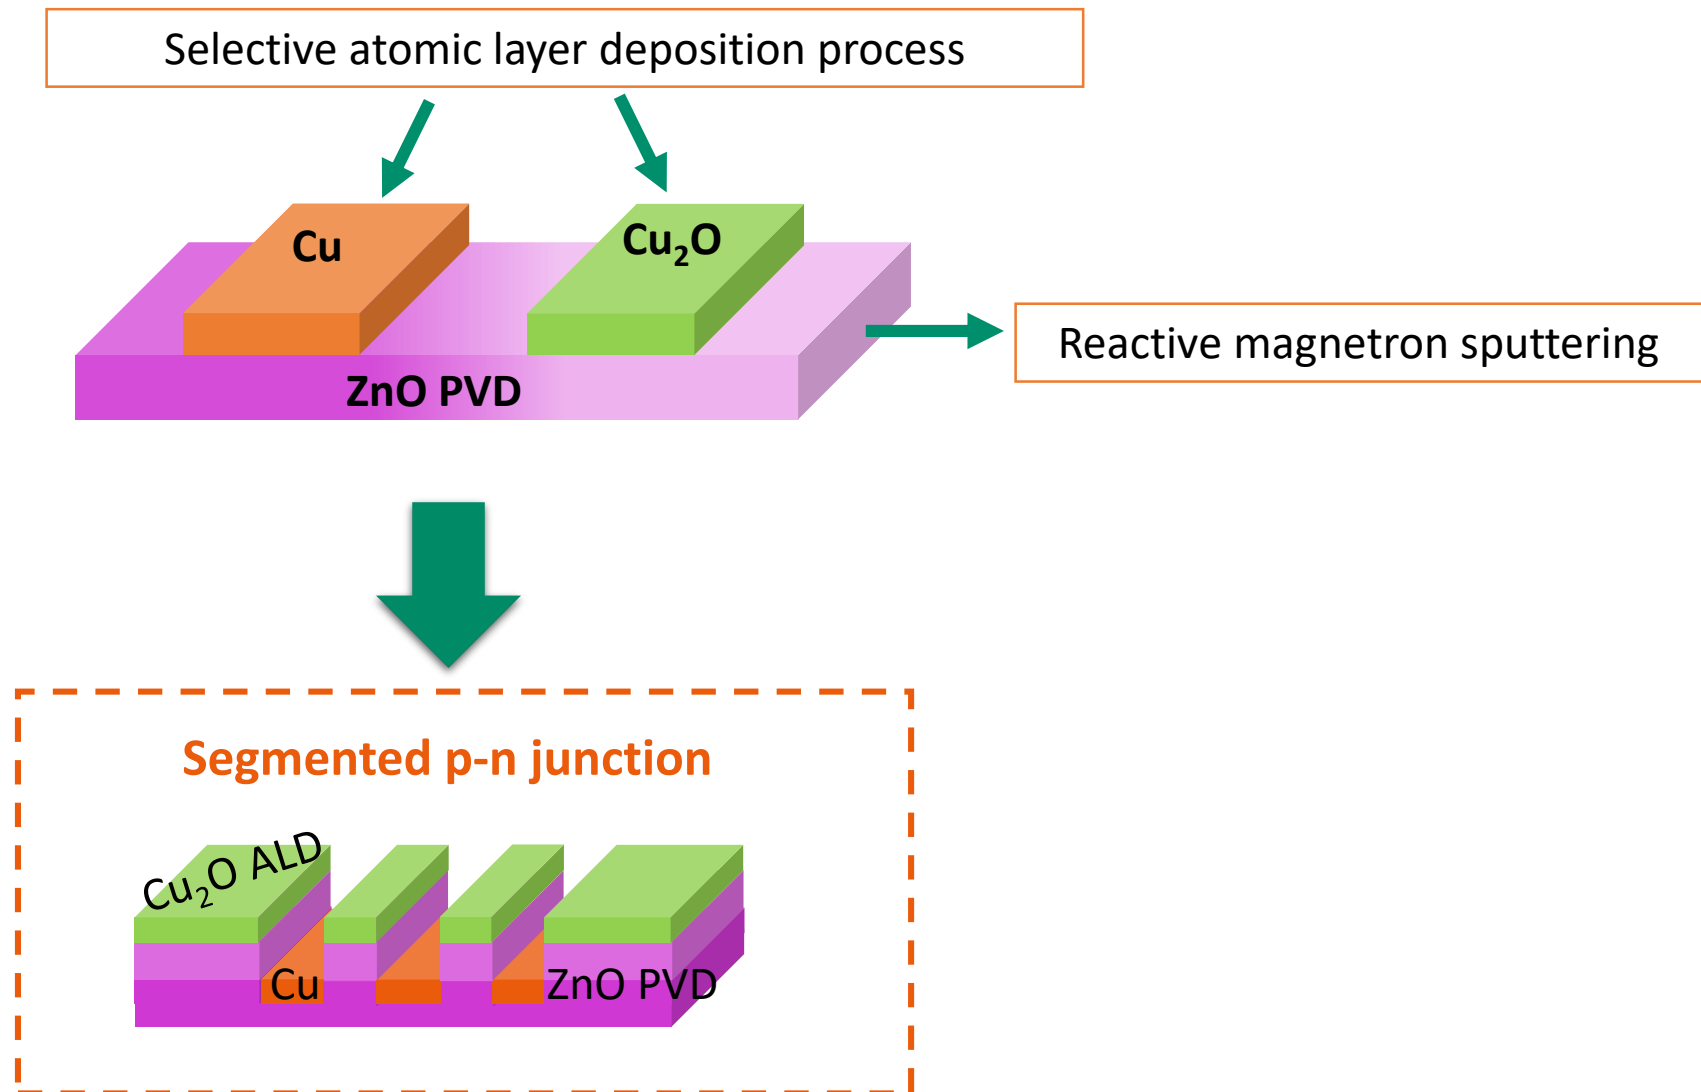 Selective atomic layer deposition process
Cu
Cu₂O
ZnO PVD
Reactive magnetron sputtering
Segmented p-n junction
Cu₂O ALD
Cu
ZnO PVD